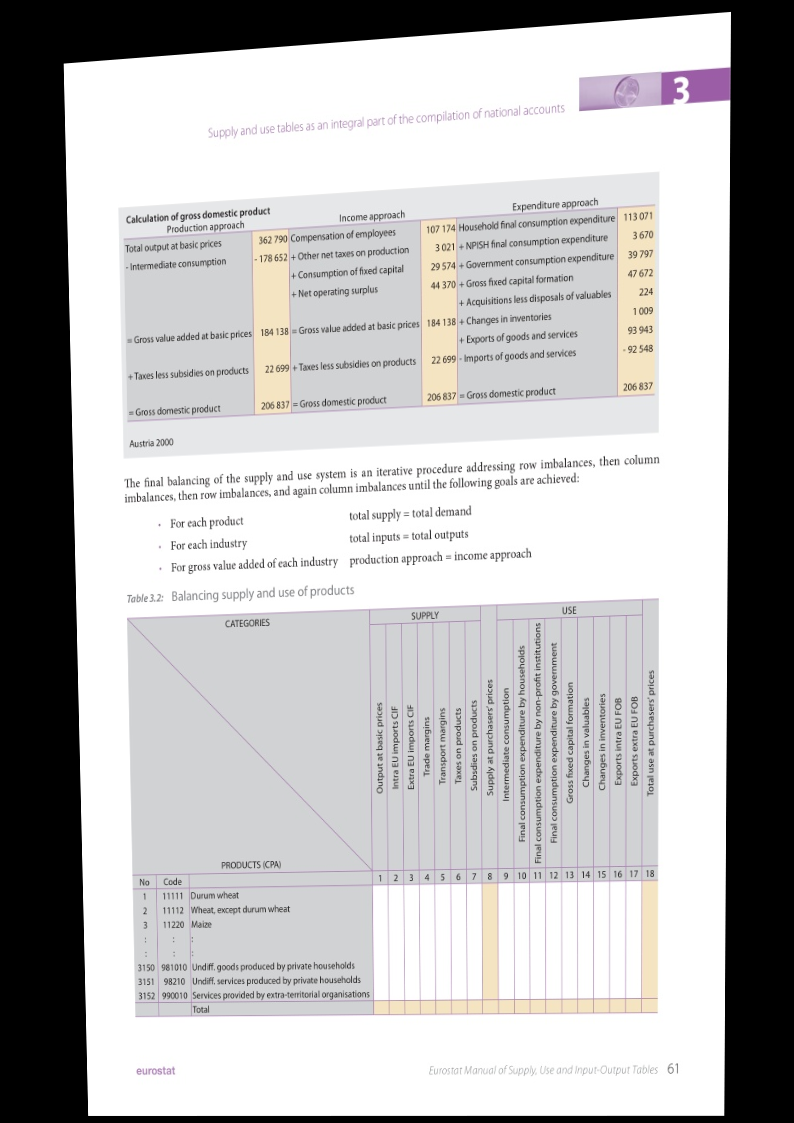 3
Supply and use tables as an integral part of the compilation of national accounts
Calculation of gross domestic product
Production approach Income approach Expenditure approach
Total output at basic prices 362 790 Compensation of employees 107 174 Household final consumption expenditure 113 071
- Intermediate consumption - 178 652 + Other net taxes on production 3 021 + NPISH final consumption expenditure 3 670
+ Consumption of fixed capital 29 574 + Government consumption expenditure 39 797
+ Net operating surplus 44 370 + Gross fixed capital formation 47 672
+ Acquisitions less disposals of valuables 224
= Gross value added at basic prices 184 138 = Gross value added at basic prices 184 138 + Changes in inventories 1 009
+ Exports of goods and services 93 943
+ Taxes less subsidies on products 22 699 + Taxes less subsidies on products 22 699 - Imports of goods and services - 92 548
= Gross domestic product 206 837 = Gross domestic product 206 837 = Gross domestic product 206 837
Austria 2000
The final balancing of the supply and use system is an iterative procedure addressing row imbalances, then column
imbalances, then row imbalances, and again column imbalances until the following goals are achieved:
• For each product total supply = total demand
• For each industry total inputs = total outputs
• For gross value added of each industry production approach = income approach
Table 3.2: Balancing supply and use of products
CATEGORIES SUPPLY USE
Output at basic prices
Intra EU imports CIF
Extra EU imports CIF
Trade margins
Transport margins
Taxes on products
Subsdies on products
Supply at purchasers' prices
Intermediate consumption
Final consumption expenditure by households
Final consumption expenditure by non-profit institutions
Final consumption expenditure by government
Gross fixed capital formation
Changes in valuables
Changes in inventories
Exports intra EU FOB
Exports extra EU FOB
Total use at purchasers' prices
PRODUCTS (CPA)
No Code 1 2 3 4 5 6 7 8 9 10 11 12 13 14 15 16 17 18
1 11111 Durum wheat
2 11112 Wheat, except durum wheat
3 11220 Maize
: : :
: : :
3150 981010 Undiff. goods produced by private households
3151 98210 Undiff. services produced by private households
3152 990010 Services provided by extra-territorial organisations
Total
eurostat Eurostat Manual of Supply, Use and Input-Output Tables 61